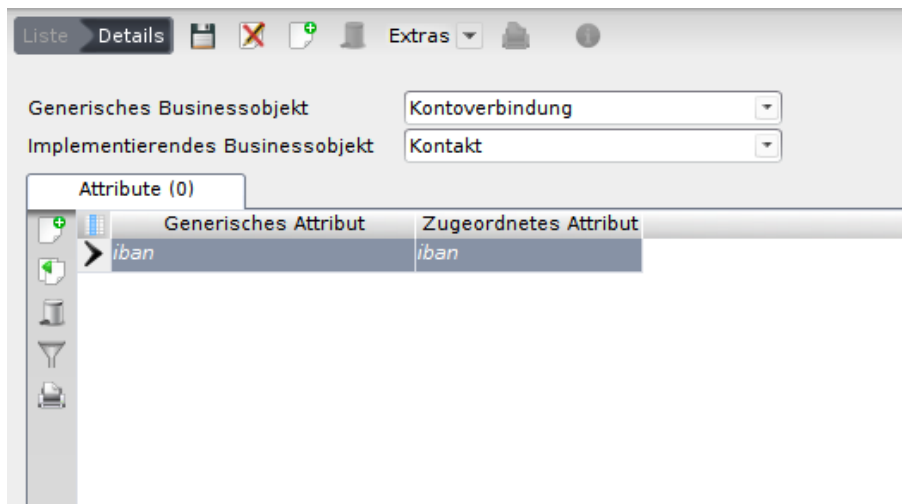 Liste Details Extras
Generisches Businessobjekt Kontoverbindung
Implementierendes Businessobjekt Kontakt
Attribute (0)
Generisches Attribut Zugeordnetes Attribut
iban iban